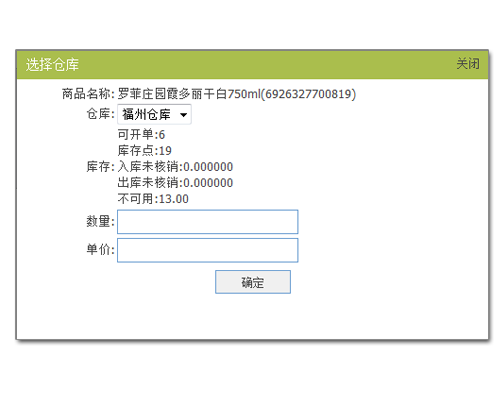 选择仓库 关闭
商品名称: 罗菲庄园霞多丽干白750ml(6926327700819)
仓库: 福州仓库
可开单:6
库存点:19
库存: 入库未核销:0.000000
出库未核销:0.000000
不可用:13.00
数量:
单价:
确定